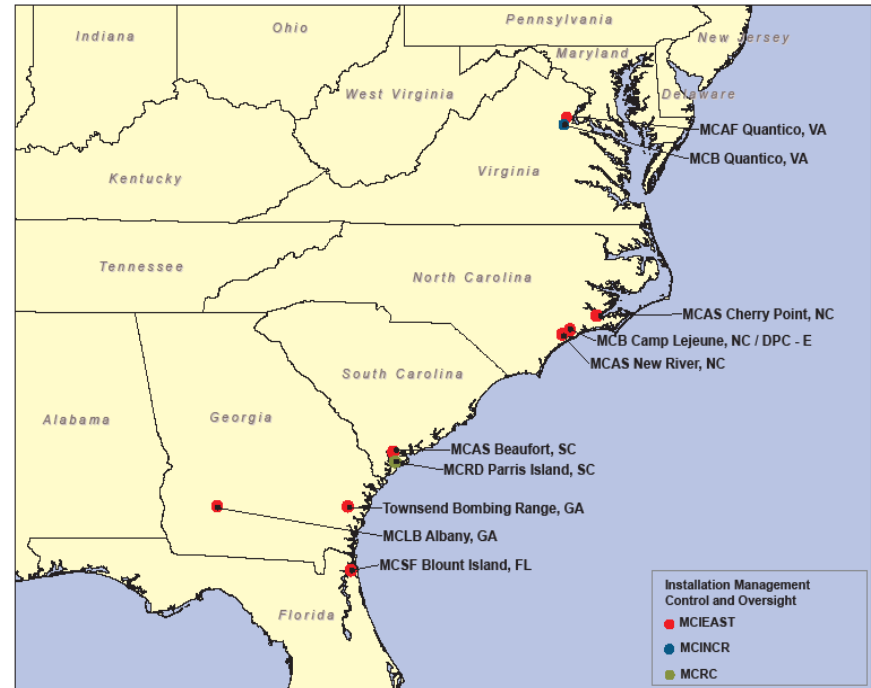 Pennsylvania
Ohio
Indiana
New Jersey
Maryland
West Virginia
Delaware
MCAF Quantico, VA
MCB Quantico, VA
Virginia
Kentucky
Tennessee
North Carolina
MCAS Cherry Point, NC
MCB Camp Lejeune, NC / DPC - E
MCAS New River, NC
South Carolina
Alabama
Georgia
MCAS Beaufort, SC
MCRD Parris Island, SC
Townsend Bombing Range, GA
MCLB Albany, GA
MCSF Blount Island, FL
Florida
Installation Management
Control and Oversight
MCIEAST
MCINCR
MCRC